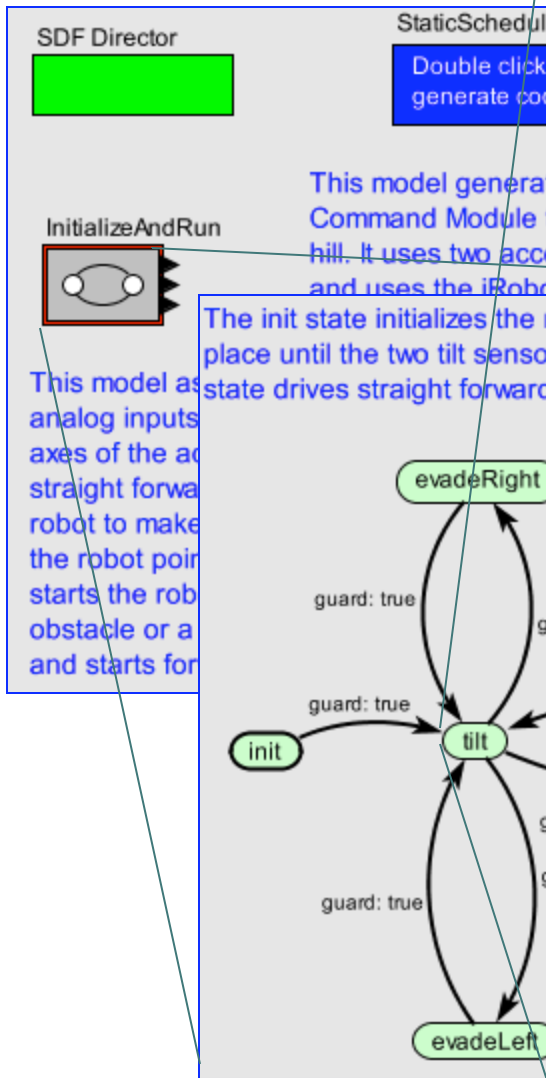 SDF Director
StaticSchedul
Double click
generate co
This model genera
Command Module
hill. It uses two acc
and uses the iRobo
InitializeAndRun
This model as
analog inputs
axes of the a
straight forwa
robot to make
the robot poin
starts the rob
obstacle or a
and starts for
The init state initializes the
place until the two tilt senso
state drives straight forward
evadeRight
guard: true
guard: true
init
tilt
guard: true
evadeLeft